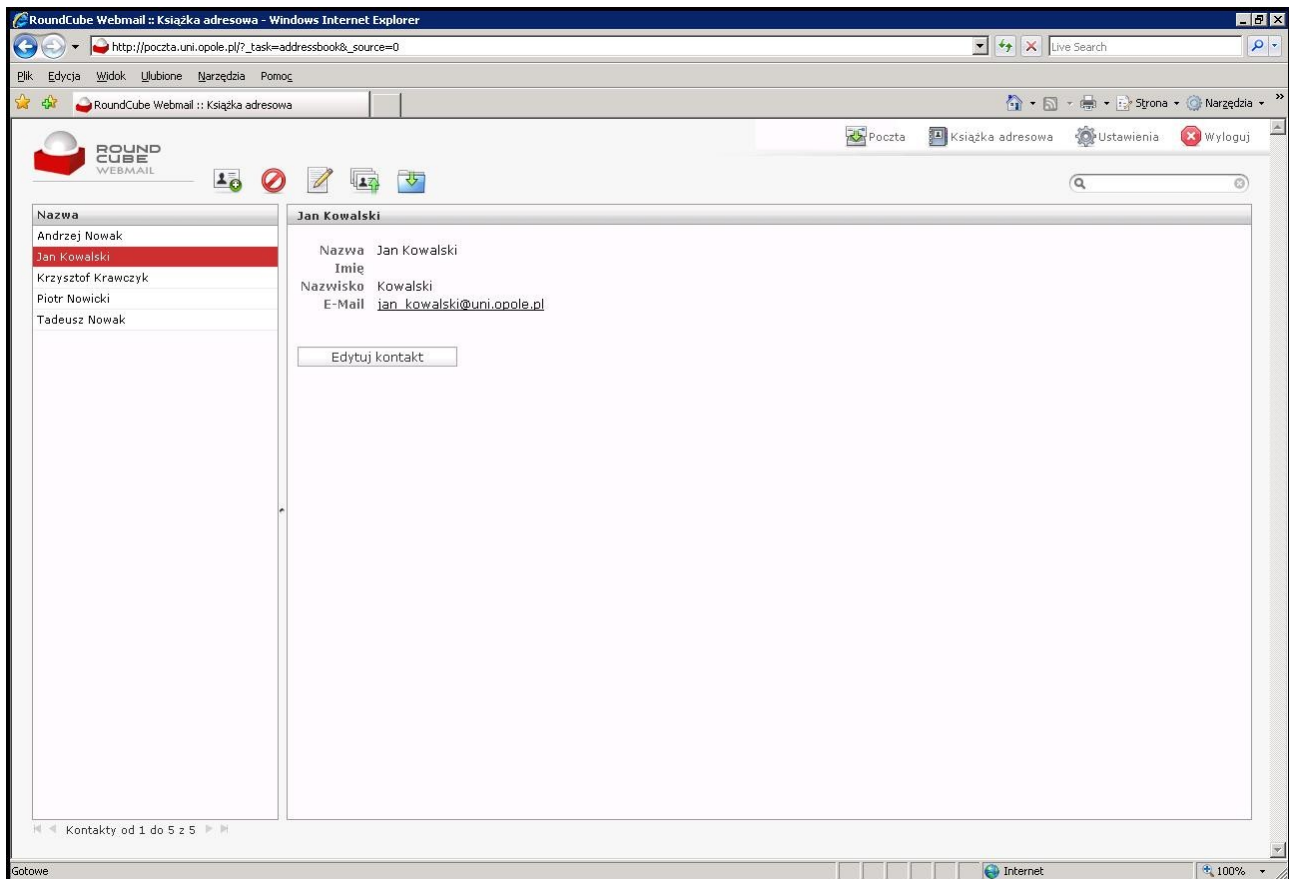 RoundCube Webmail :: Książka adresowa - Windows Internet Explorer
http://poczta.uni.opole.pl/?_task=addressbook&_source=0
Live Search
Plik Edycja Widok Ulubione Narzędzia Pomoc
RoundCube Webmail :: Książka adresowa
Strona Narzędzia »
ROUND
CUBE
WEBMAIL
Poczta Książka adresowa Ustawienia Wyloguj
Nazwa
Andrzej Nowak
Jan Kowalski
Krzysztof Krawczyk
Piotr Nowicki
Tadeusz Nowak
Jan Kowalski
Nazwa Jan Kowalski
Imię
Nazwisko Kowalski
E-Mail jan_kowalski@uni.opole.pl
Edytuj kontakt
Kontakty od 1 do 5 z 5
Gotowe
Internet
100%